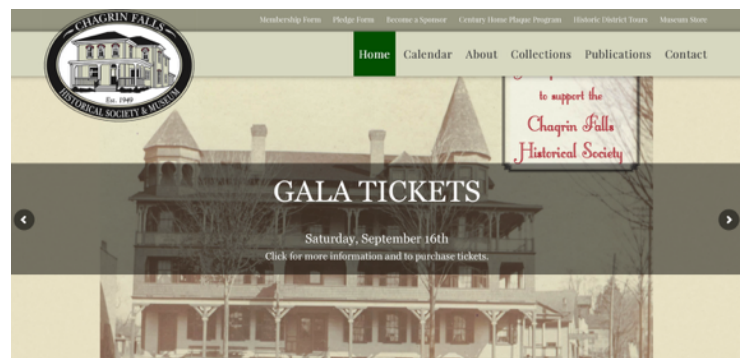 Membership Form Pledge Form Become a Sponsor Century Home Plaque Program Historic District Tours Museum Store
CHAGRIN FALLS
Est. 1949
HISTORICAL SOCIETY & MUSEUM
Home Calendar About Collections Publications Contact
to support the
Chagrin Falls
Historical Society
GALA TICKETS
Saturday, September 16th
Click for more information and to purchase tickets.